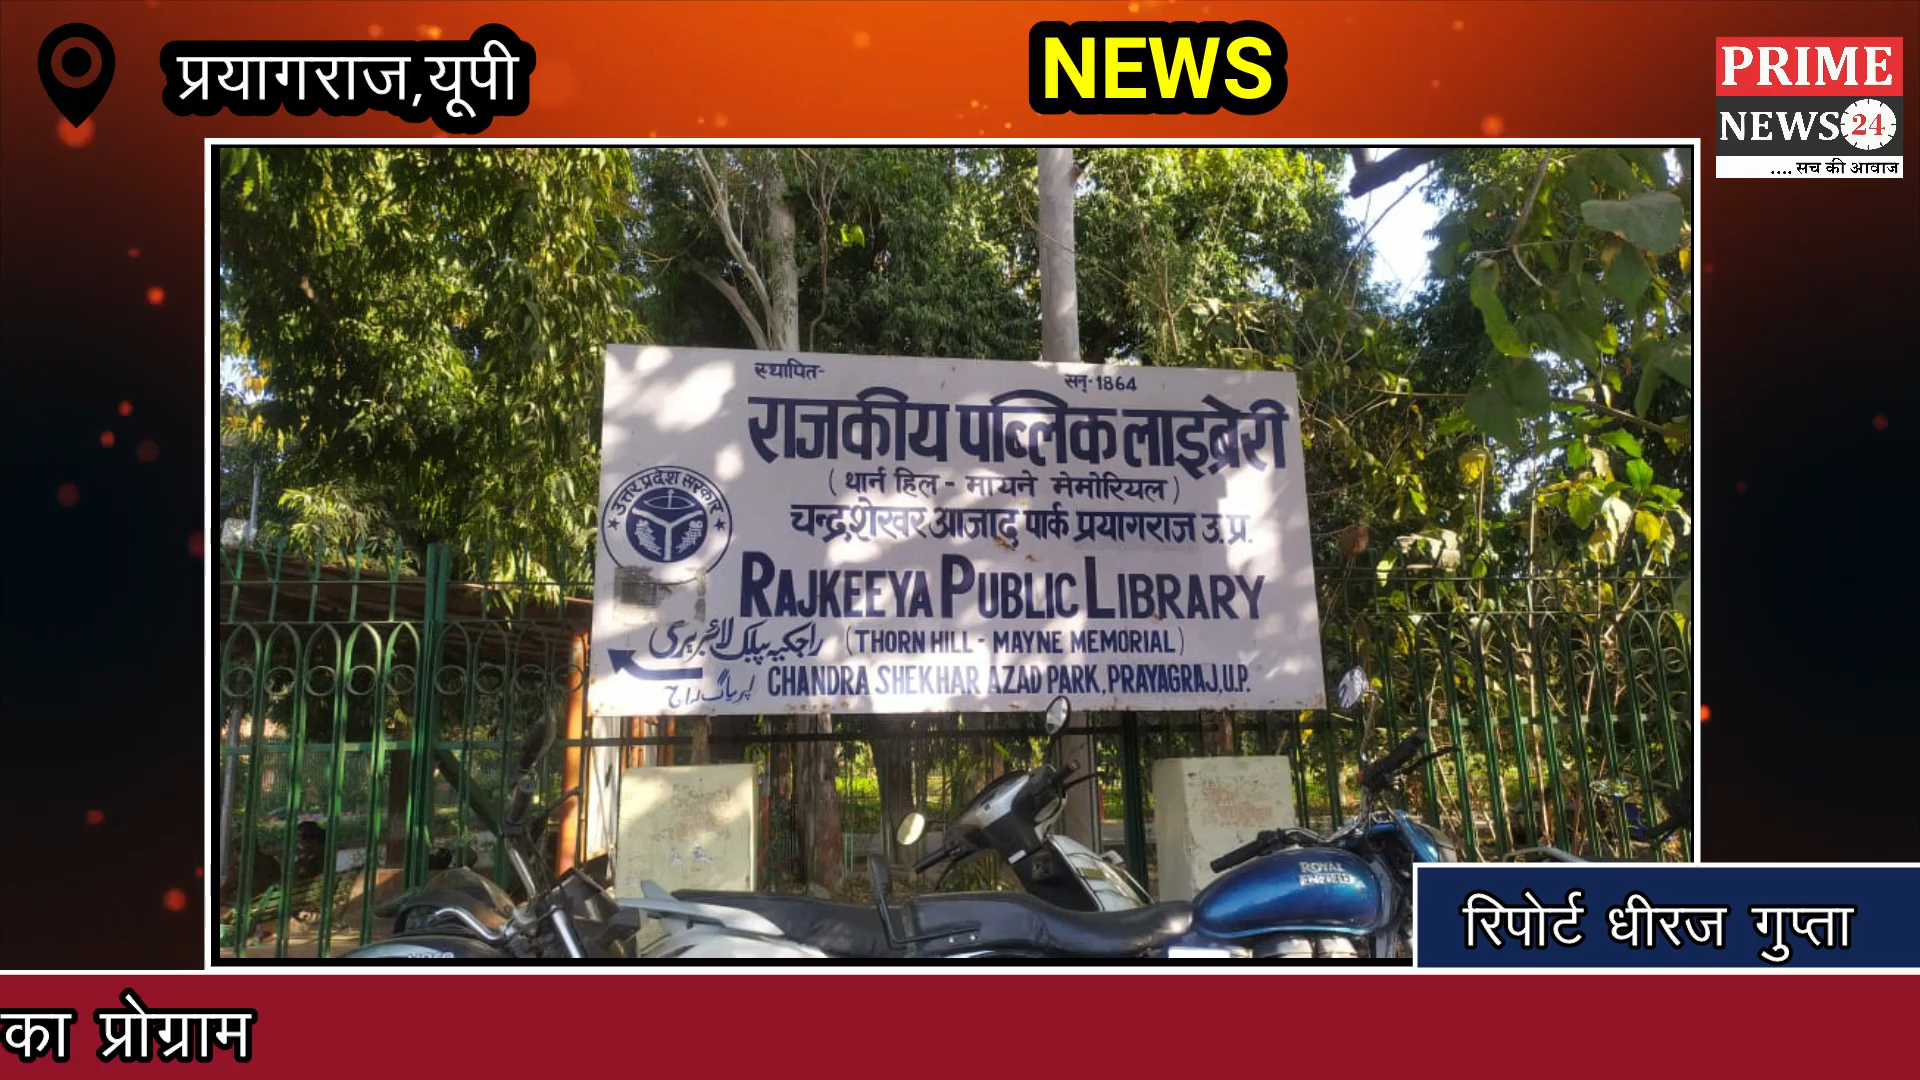 प्रयागराज,यूपी
NEWS
PRIME
NEWS 24
.... सच की आवाज
स्थापित- सन्-1864
राजकीय पब्लिक लाइब्रेरी
(थार्न हिल - मायने मेमोरियल)
चन्द्रशेखर आजाद पार्क प्रयागराज उ.प्र.
उत्तर प्रदेश सरकार
RAJKEEYA PUBLIC LIBRARY
راجکیہ پبلک لائبریری
(THORN HILL - MAYNE MEMORIAL)
CHANDRA SHEKHAR AZAD PARK, PRAYAGRAJ, U.P.
ROYAL
ENFIELD
रिपोर्ट धीरज गुप्ता
का प्रोग्राम